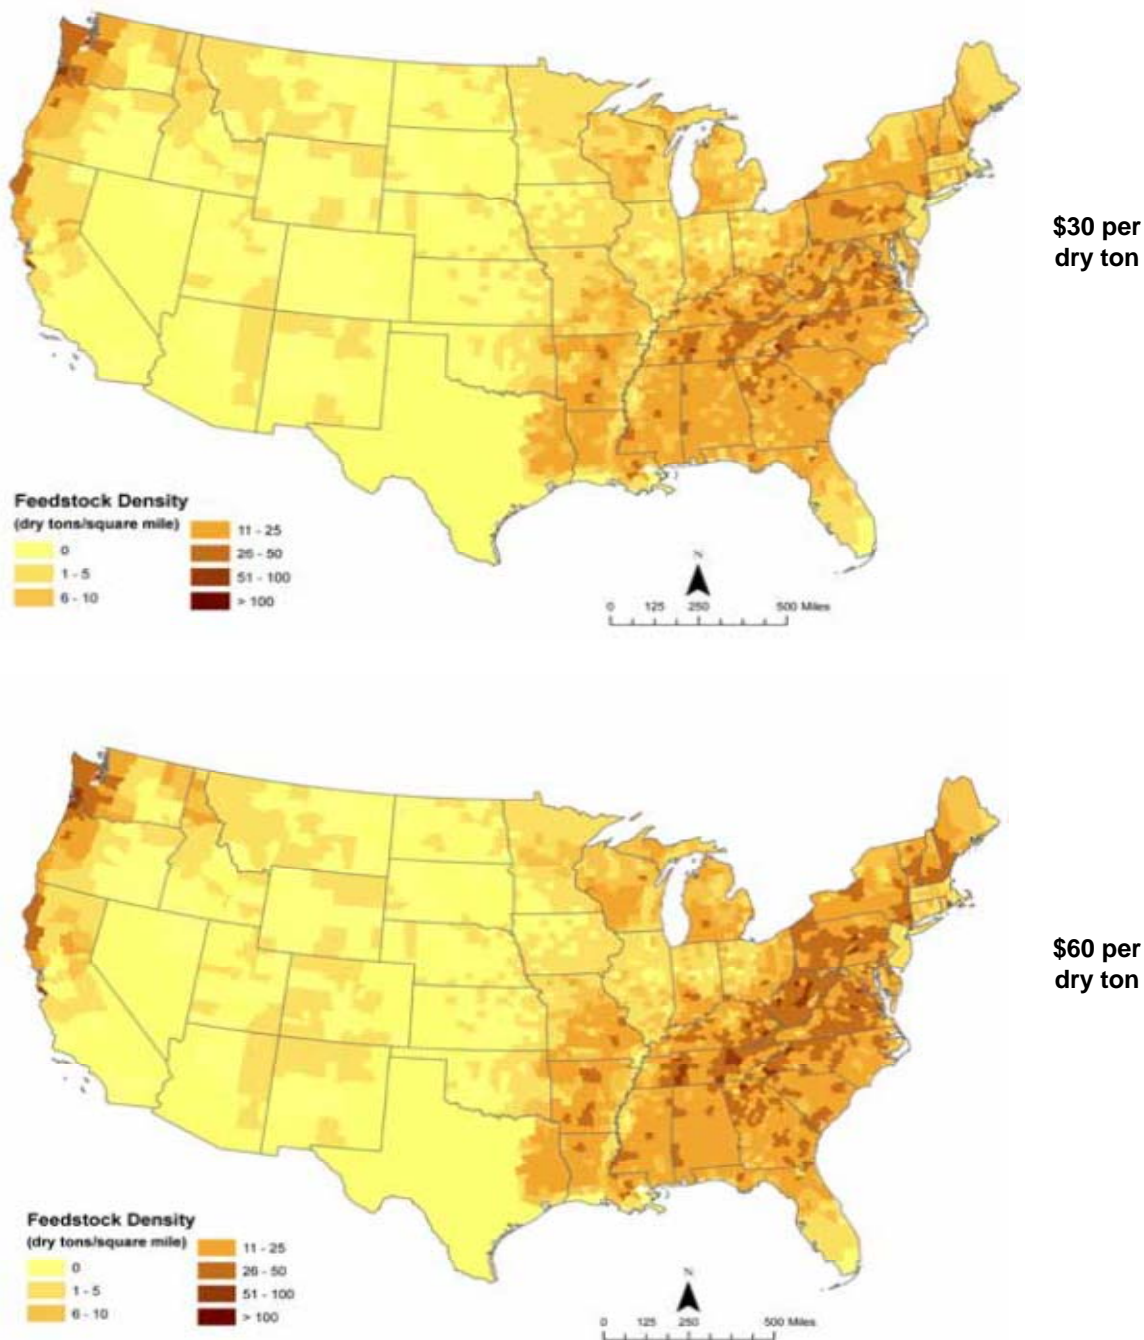 $30 per
dry ton
Feedstock Density
(dry tons/square mile)
0
1 - 5
6 - 10
11 - 25
26 - 50
51 - 100
> 100
N
0 125 250 500 Miles
$60 per
dry ton
Feedstock Density
(dry tons/square mile)
0
1 - 5
6 - 10
11 - 25
26 - 50
51 - 100
> 100
N
0 125 250 500 Miles